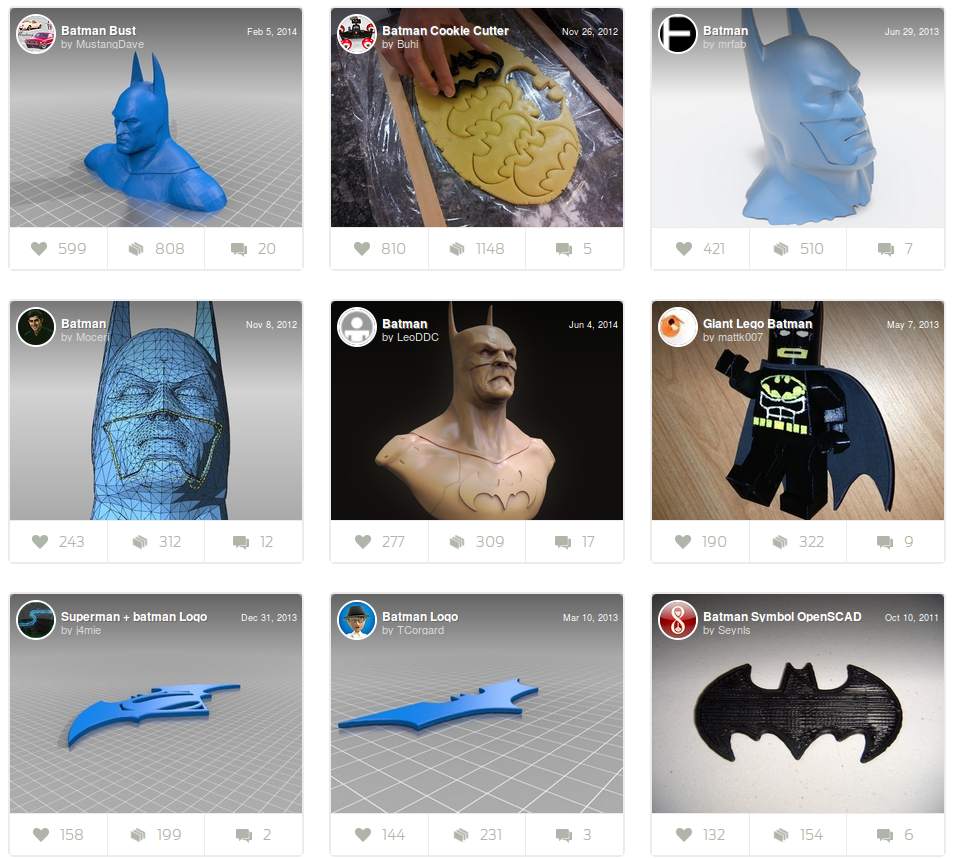 Batman Bust
Feb 5, 2014
by MustangDave
599
808
20
Batman Cookie Cutter
Nov 26, 2012
by Buhl
810
1148
5
Batman
Jun 29, 2013
by mrfab
421
510
7
Batman
Nov 8, 2012
by Moceri
243
312
12
Batman
Jun 4, 2014
by LeoDDC
277
309
17
Giant Lego Batman
May 7, 2013
by mattk007
190
322
9
Superman + batman Logo
Dec 31, 2013
by j4mie
158
199
2
Batman Logo
Mar 10, 2013
by TCorgard
144
231
3
Batman Symbol OpenSCAD
Oct 10, 2011
by Seynls
132
154
6